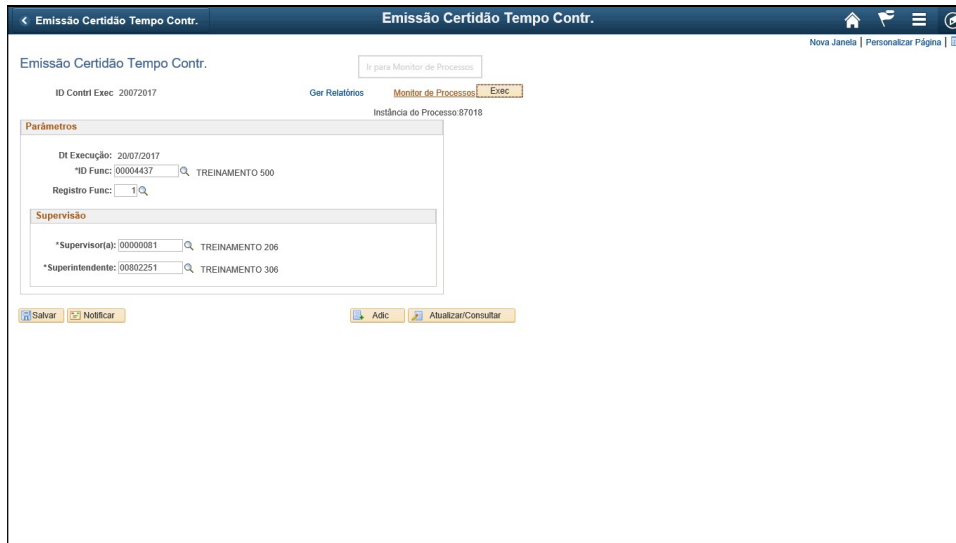 Emissão Certidão Tempo Contr. Emissão Certidão Tempo Contr.
Nova Janela | Personalizar Página |
Emissão Certidão Tempo Contr. Ir para Monitor de Processos
ID Contrl Exec 20072017 Ger Relatórios Monitor de Processos Exec
Instância do Processo:87018
Parâmetros
Dt Execução: 20/07/2017
*ID Func: 00004437 TREINAMENTO 500
Registro Func: 1
Supervisão
*Supervisor(a): 00000081 TREINAMENTO 206
*Superintendente: 00802251 TREINAMENTO 306
Salvar Notificar Adic Atualizar/Consultar